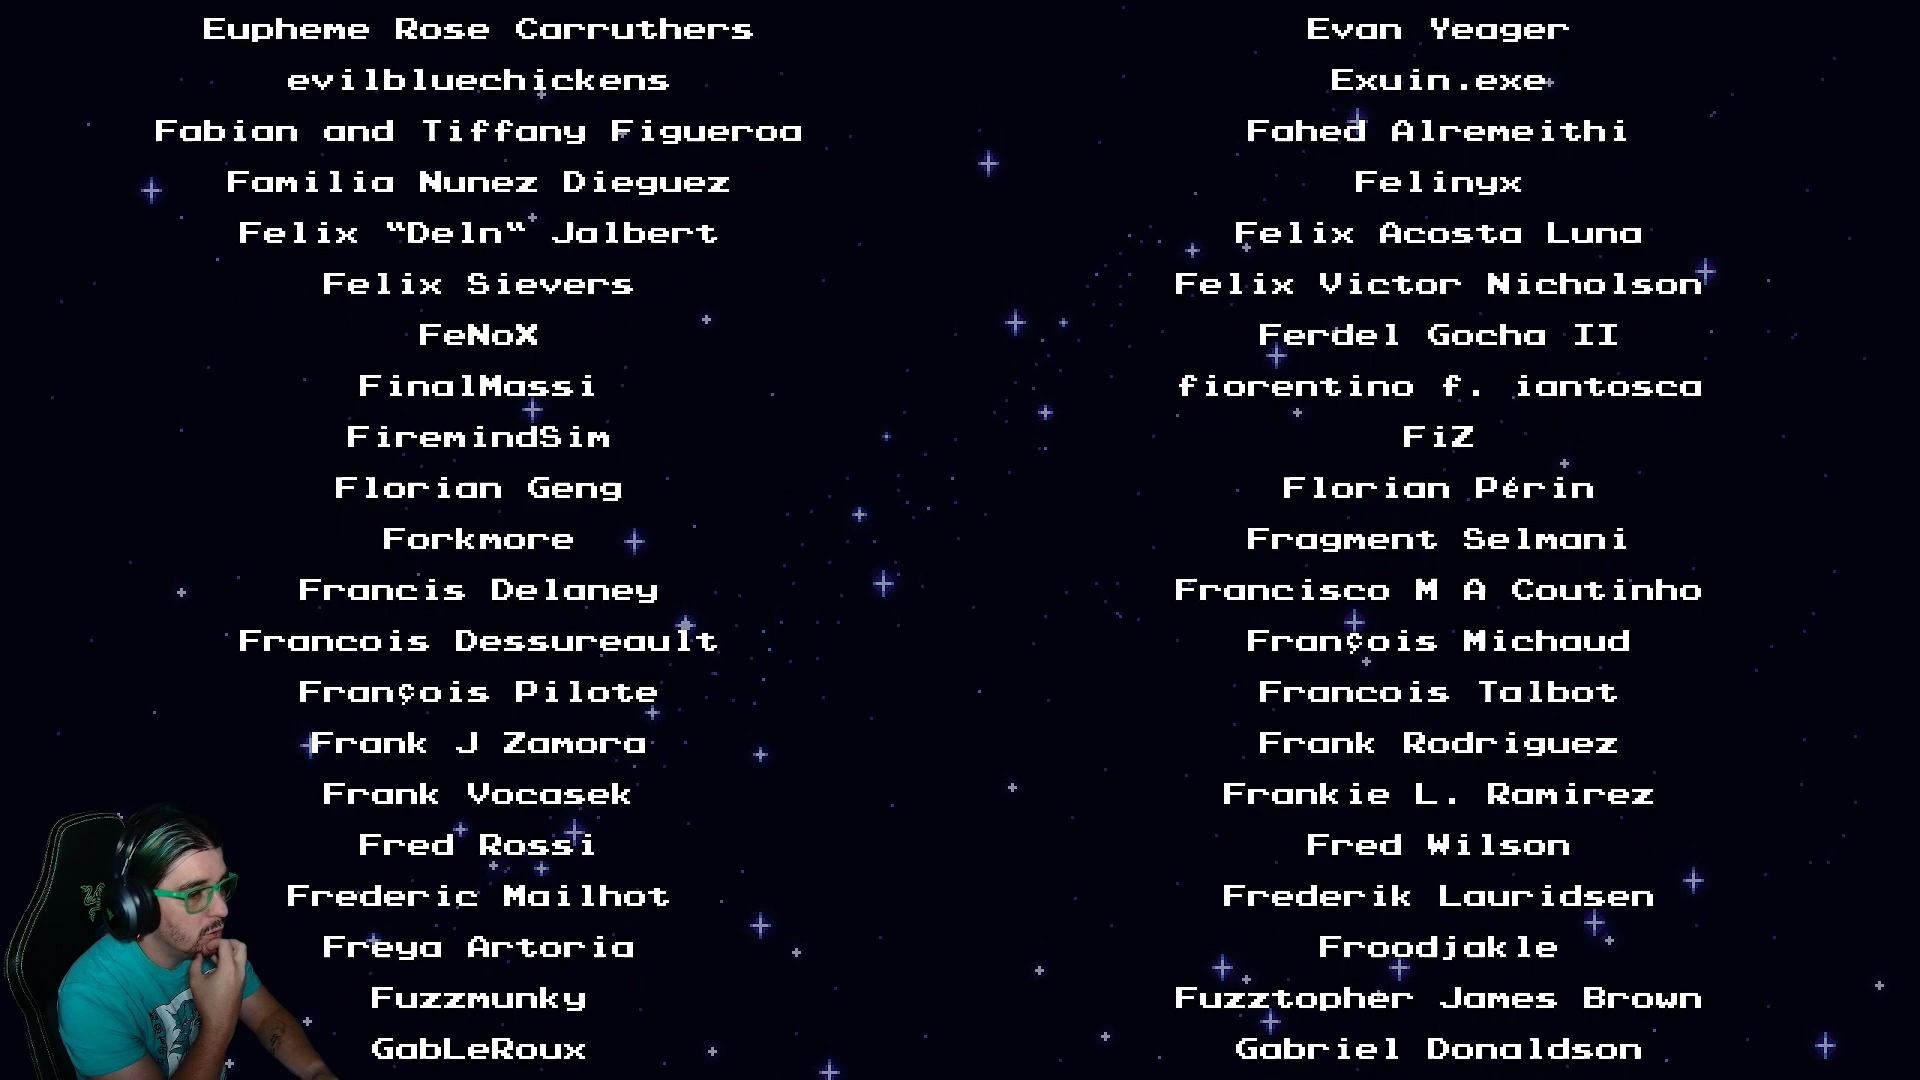 Eupheme Rose Carruthers
Evan Yeager
evilbluechickens
Exuin.exe
Fabian and Tiffany Figueroa
Fahed Alremeithi
Familia Nunez Dieguez
Felinyx
Felix "Deln" Jalbert
Felix Acosta Luna
Felix Sievers
Felix Victor Nicholson
FeNoX
Ferdel Gocha II
FinalMassi
fiorentino f. iantosca
FiremindSim
FiZ
Florian Geng
Florian Périn
Forkmore
Fragment Selmani
Francis Delaney
Francisco M A Coutinho
Francois Dessureault
François Michaud
François Pilote
Francois Talbot
Frank J Zamora
Frank Rodriguez
Frank Vocasek
Frankie L. Ramirez
Fred Rossi
Fred Wilson
Frederic Mailhot
Frederik Lauridsen
Freya Artoria
Froodjakle
Fuzzmunky
Fuzztopher James Brown
GabLeRoux
Gabriel Donaldson